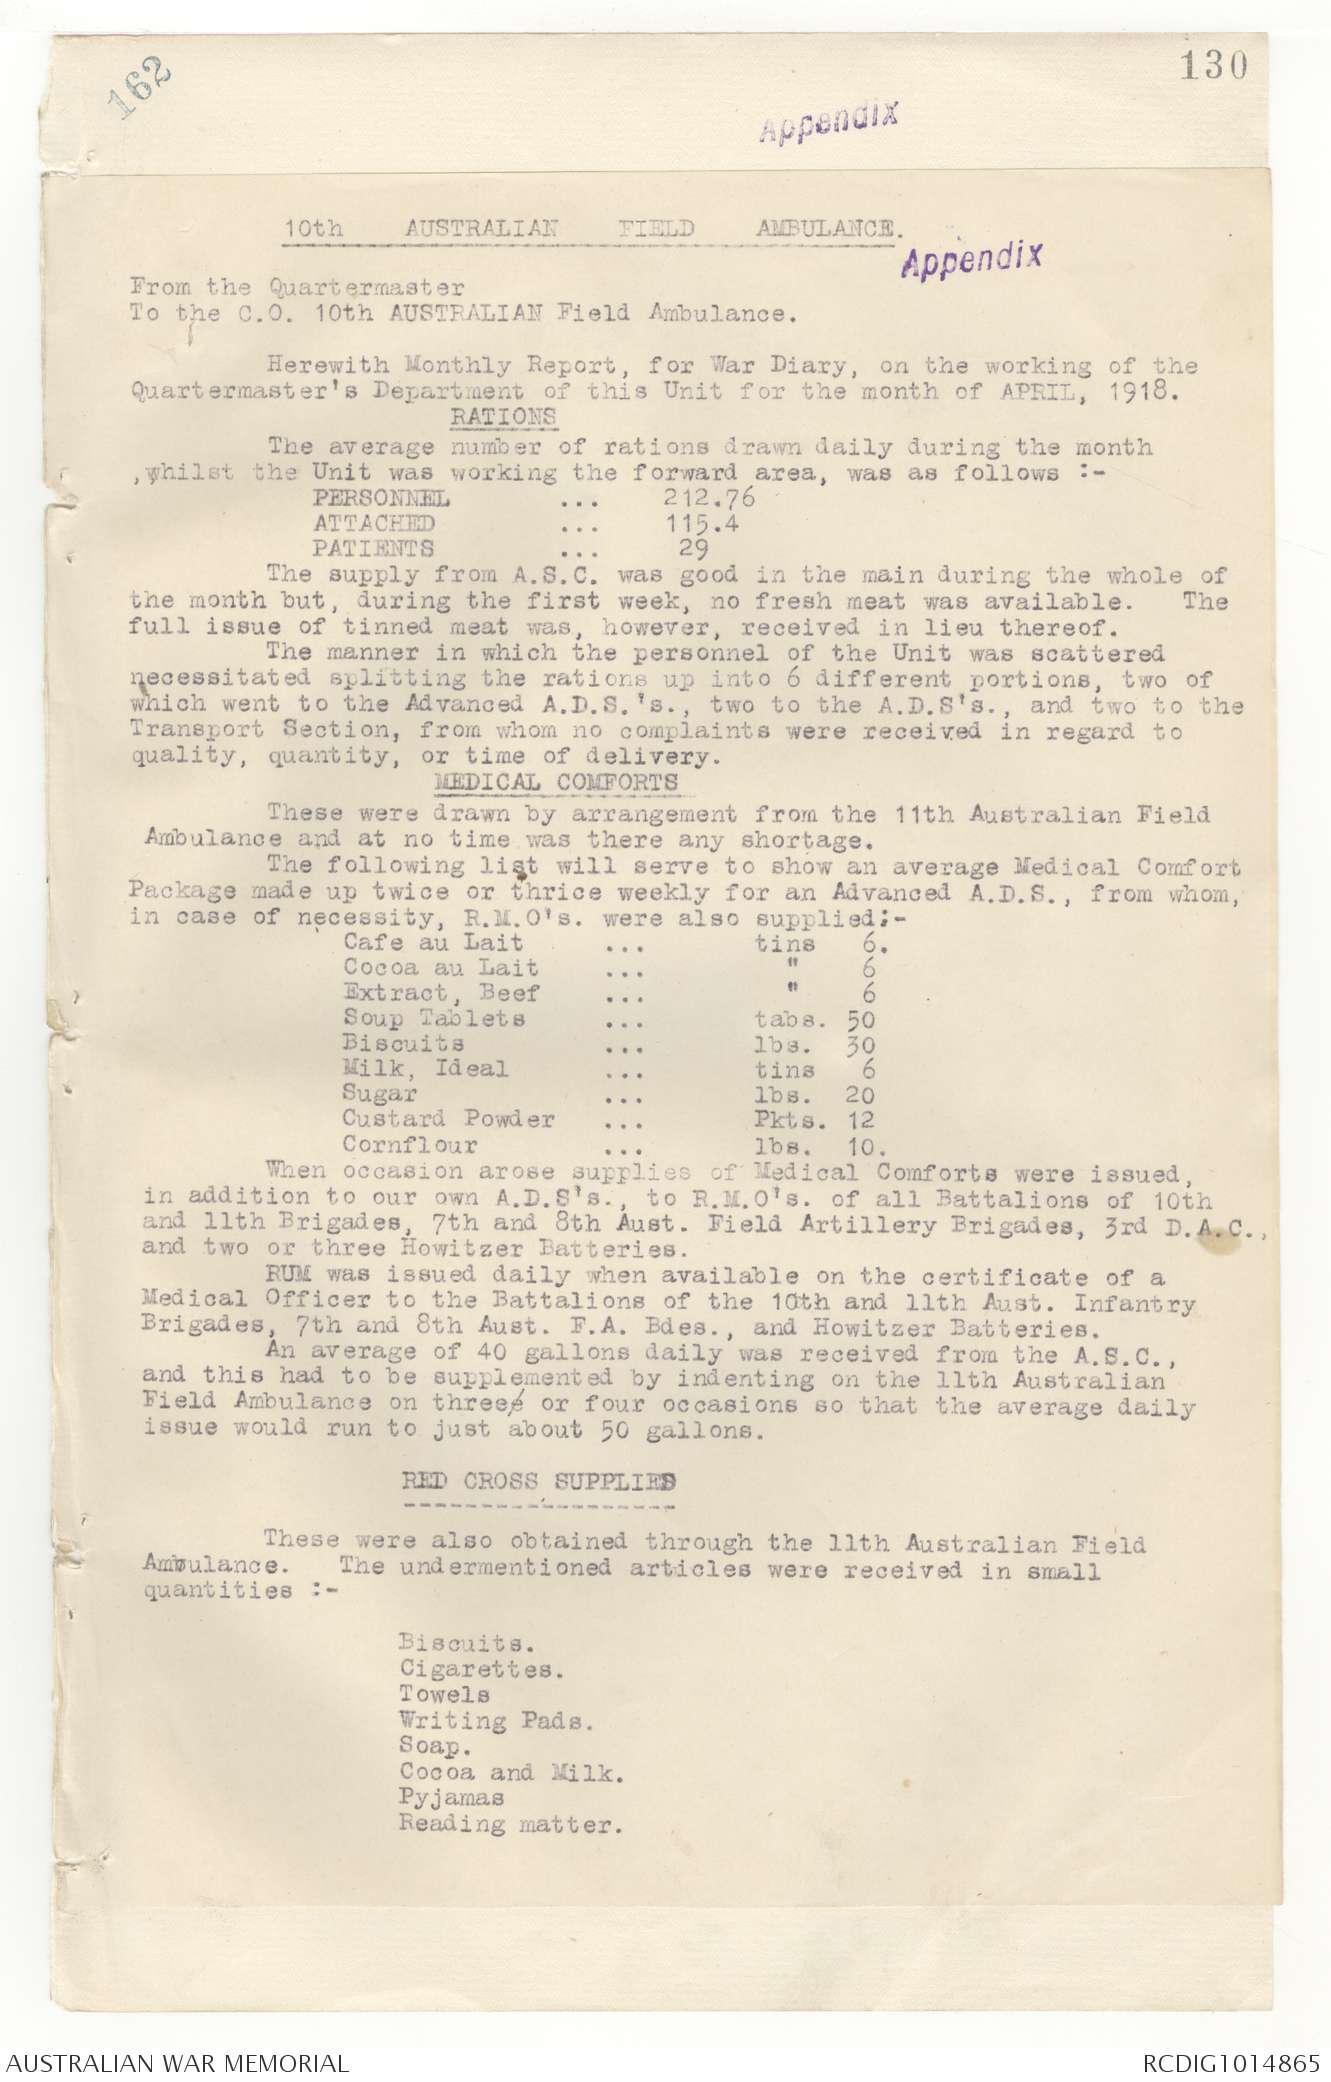 162
130
Appendix
10th AUSTRALIAN FIELD AMBULANCE.
Appendix
From the Quartermaster
To the C.O. 10th AUSTRALIAN Field Ambulance.
Herewith Monthly Report, for War Diary, on the working of the
Quartermaster's Department of this Unit for the month of APRIL, 1918.
RATIONS
The average number of rations drawn daily during the month
,whilst the Unit was working the forward area, was as follows :-
PERSONNEL ... 212.76
ATTACHED ... 115.4
PATIENTS ... 29
The supply from A.S.C. was good in the main during the whole of
the month but, during the first week, no fresh meat was available. The
full issue of tinned meat was, however, received in lieu thereof.
The manner in which the personnel of the Unit was scattered
necessitated splitting the rations up into 6 different portions, two of
which went to the Advanced A.D.S.'s., two to the A.D.S's., and two to the
Transport Section, from whom no complaints were received in regard to
quality, quantity, or time of delivery.
MEDICAL COMFORTS
These were drawn by arrangement from the 11th Australian Field
Ambulance and at no time was there any shortage.
The following list will serve to show an average Medical Comfort
Package made up twice or thrice weekly for an Advanced A.D.S., from whom,
in case of necessity, R.M.O's. were also supplied:-
Cafe au Lait ... tins 6.
Cocoa au Lait ... " 6
Extract, Beef ... " 6
Soup Tablets ... tabs. 50
Biscuits ... lbs. 30
Milk, Ideal ... tins 6
Sugar ... lbs. 20
Custard Powder ... Pkts. 12
Cornflour ... lbs. 10.
When occasion arose supplies of Medical Comforts were issued,
in addition to our own A.D.S's., to R.M.O's. of all Battalions of 10th
and 11th Brigades, 7th and 8th Aust. Field Artillery Brigades, 3rd D.A.C.,
and two or three Howitzer Batteries.
RUM was issued daily when available on the certificate of a
Medical Officer to the Battalions of the 10th and 11th Aust. Infantry
Brigades, 7th and 8th Aust. F.A. Bdes., and Howitzer Batteries.
An average of 40 gallons daily was received from the A.S.C.,
and this had to be supplemented by indenting on the 11th Australian
Field Ambulance on three or four occasions so that the average daily
issue would run to just about 50 gallons.
RED CROSS SUPPLIES
These were also obtained through the 11th Australian Field
Ambulance. The undermentioned articles were received in small
quantities :-
Biscuits.
Cigarettes.
Towels
Writing Pads.
Soap.
Cocoa and Milk.
Pyjamas
Reading matter.
AUSTRALIAN WAR MEMORIAL
RCDIG1014865